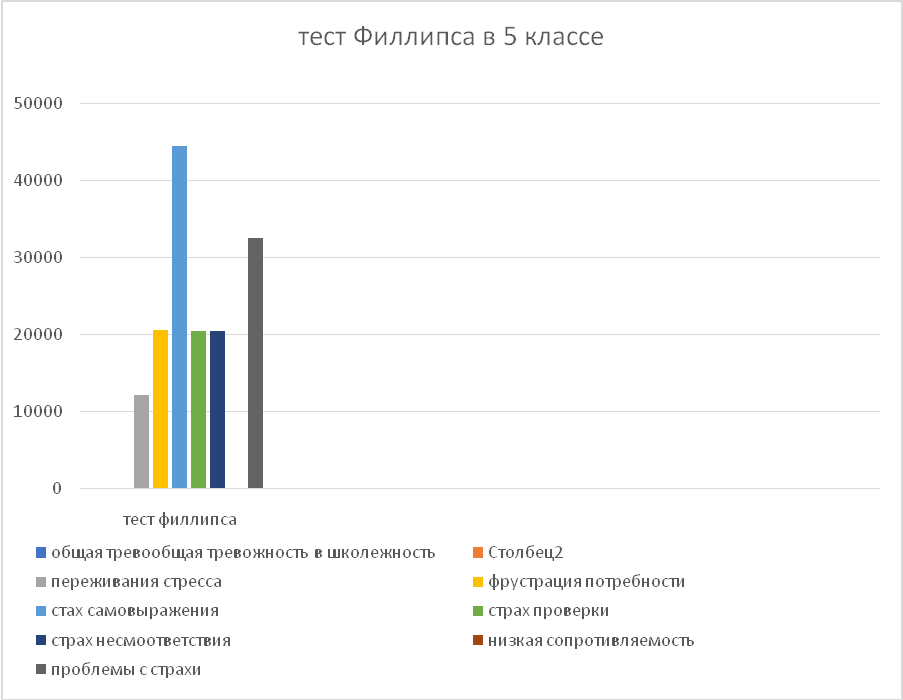 тест Филлипса в 5 классе
50000
40000
30000
20000
10000
0
тест филлипса
общая тревообщая тревожность в школежность
Столбец2
переживания стресса
фрустрация потребности
стах самовыражения
страх проверки
страх несмоответствия
низкая сопротивляемость
проблемы с страхи